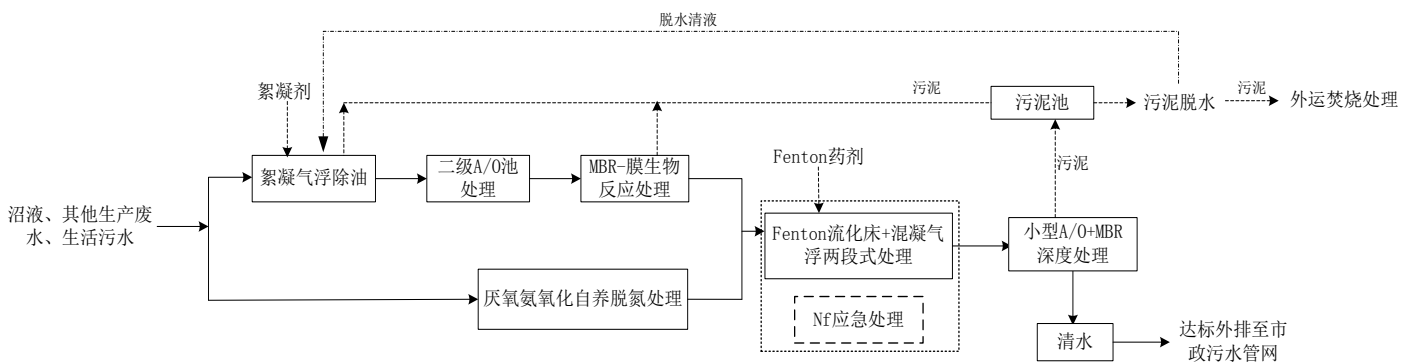 脱水清液
絮凝剂
污泥
污泥池
污泥脱水
污泥
外运焚烧处理
絮凝气浮除油
二级A/O池
处理
MBR-膜生物
反应处理
Fenton药剂
污泥
沼液、其他生产废
水、生活污水
Fenton流化床+混凝气
浮两段式处理
小型A/O+MBR
深度处理
厌氧氨氧化自养脱氮处理
Nf应急处理
清水
达标外排至市
政污水管网